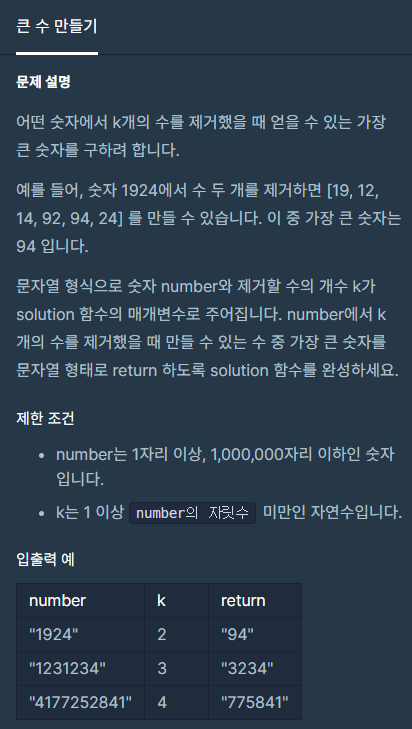 큰 수 만들기
문제 설명
어떤 숫자에서 k개의 수를 제거했을 때 얻을 수 있는 가장
큰 숫자를 구하려 합니다.
예를 들어, 숫자 1924에서 수 두 개를 제거하면 [19, 12,
14, 92, 94, 24] 를 만들 수 있습니다. 이 중 가장 큰 숫자는
94 입니다.
문자열 형식으로 숫자 number와 제거할 수의 개수 k가
solution 함수의 매개변수로 주어집니다. number에서 k
개의 수를 제거했을 때 만들 수 있는 수 중 가장 큰 숫자를
문자열 형태로 return 하도록 solution 함수를 완성하세요.
제한 조건
• number는 1자리 이상, 1,000,000자리 이하인 숫자
입니다.
• k는 1 이상 number의 자릿수 미만인 자연수입니다.
입출력 예
number k return
"1924" 2 "94"
"1231234" 3 "3234"
"4177252841" 4 "775841"